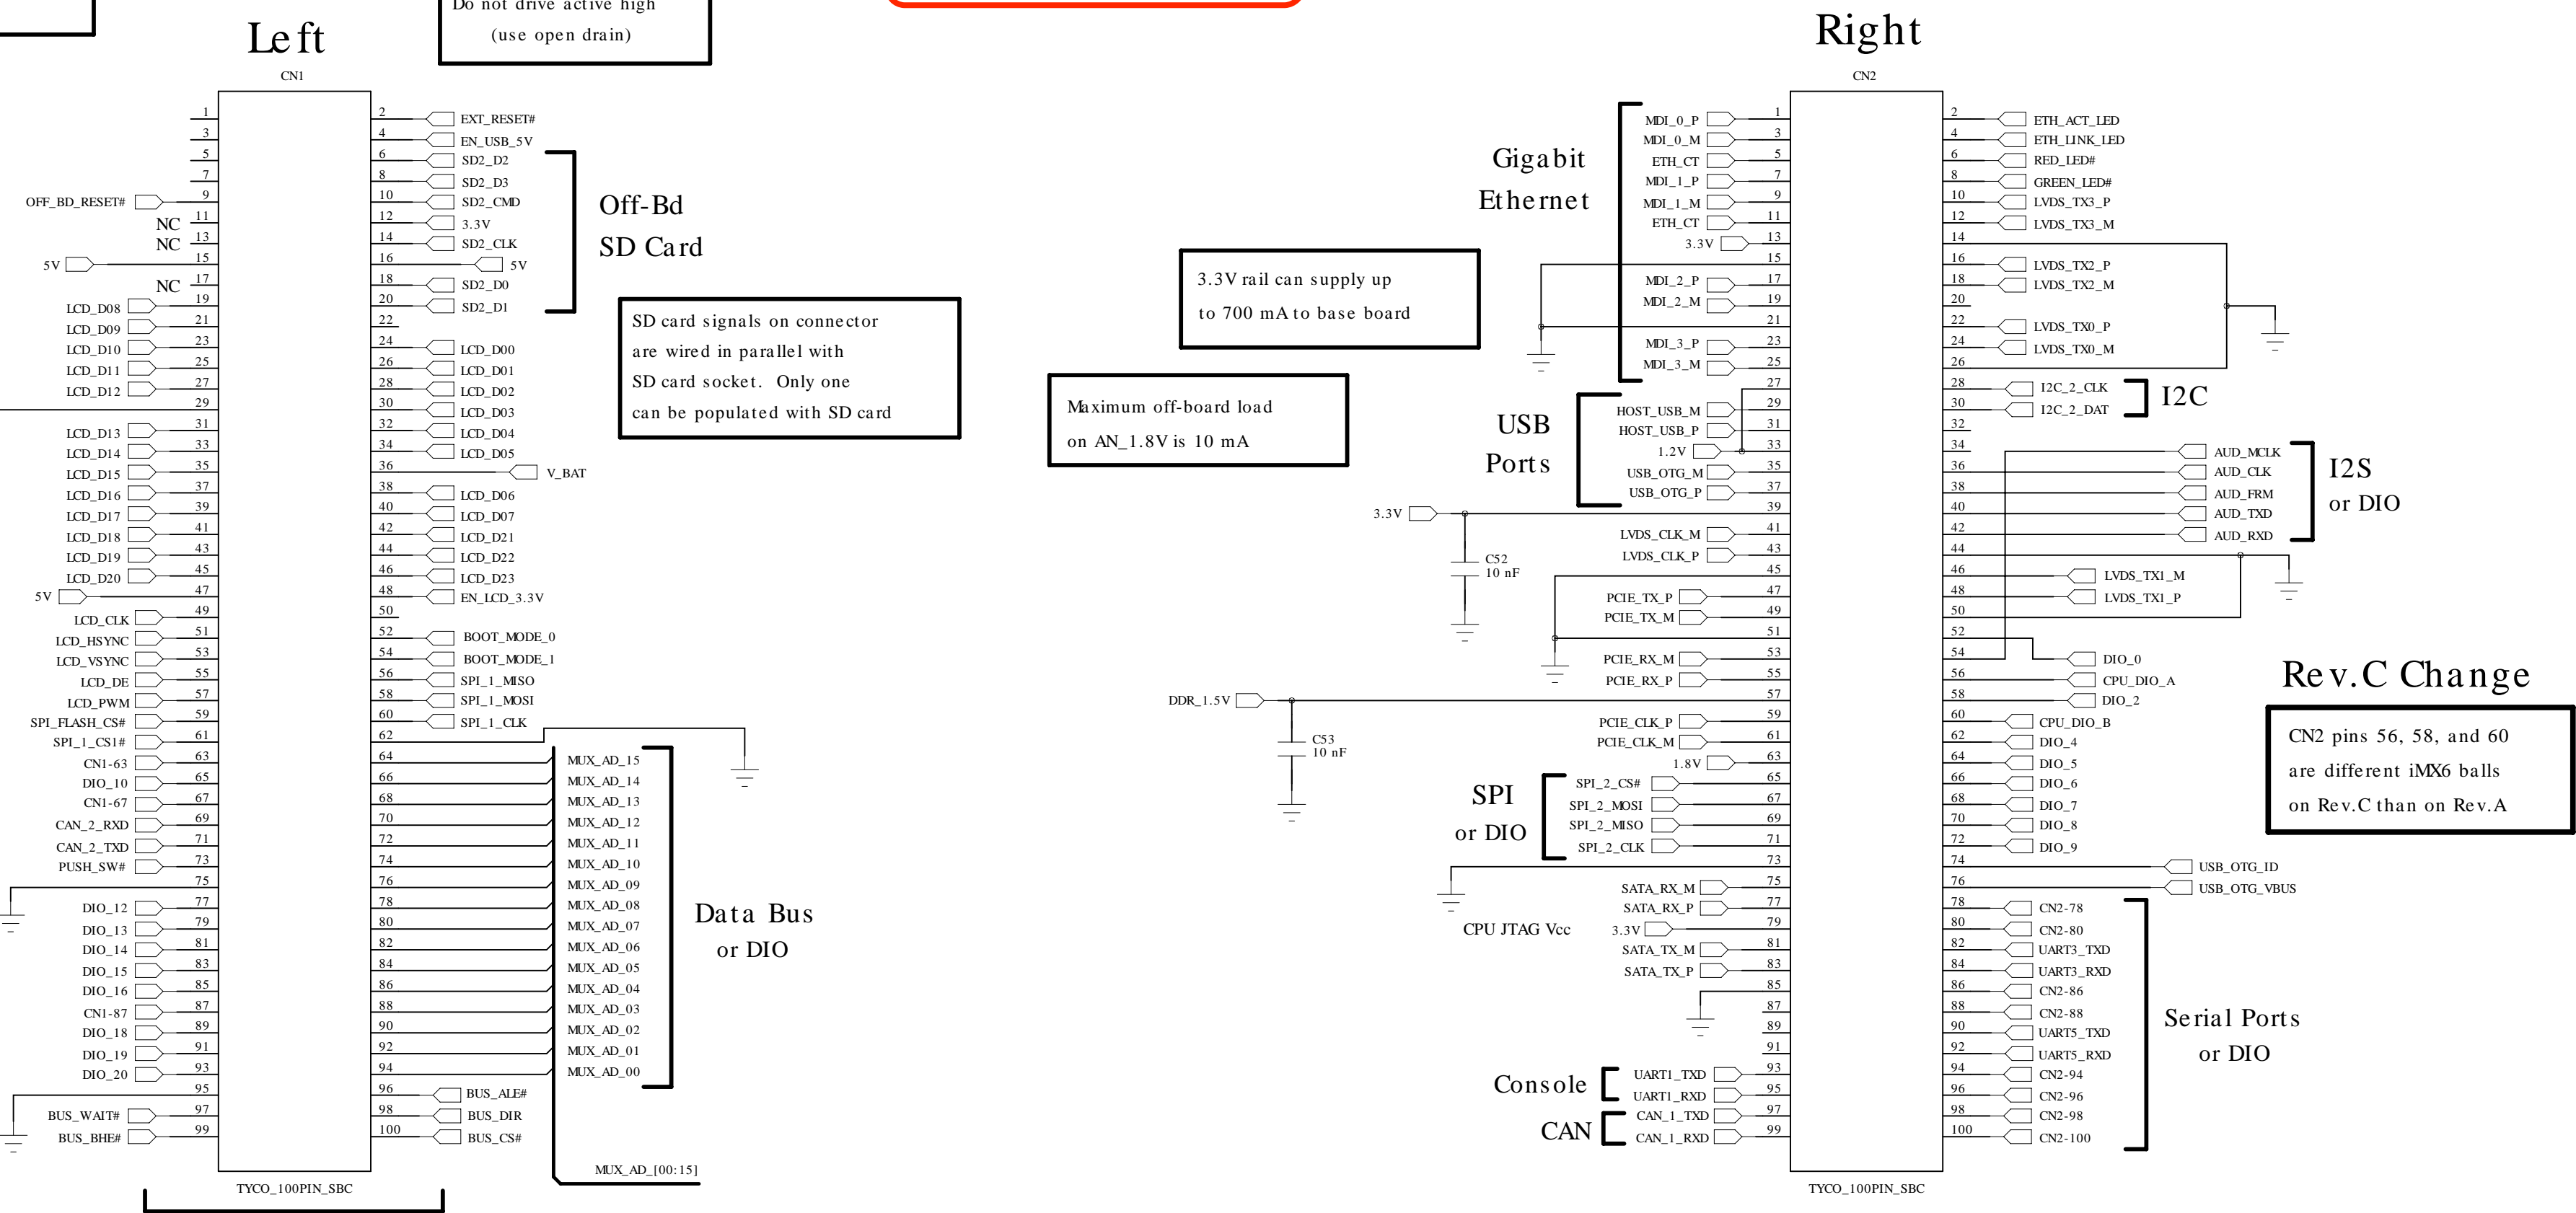 Do not drive active high
(use open drain)
Left
CN1
1
3
5
7
OFF_BD_RESET# 9
NC 11
NC 13
5V 15
NC 17
LCD_D08 19
LCD_D09 21
LCD_D10 23
LCD_D11 25
LCD_D12 27
29
LCD_D13 31
LCD_D14 33
LCD_D15 35
LCD_D16 37
LCD_D17 39
LCD_D18 41
LCD_D19 43
LCD_D20 45
5V 47
LCD_CLK 49
LCD_HSYNC 51
LCD_VSYNC 53
LCD_DE 55
LCD_PWM 57
SPI_FLASH_CS# 59
SPI_1_CS1# 61
CN1-63 63
DIO_10 65
CN1-67 67
CAN_2_RXD 69
CAN_2_TXD 71
PUSH_SW# 73
75
DIO_12 77
DIO_13 79
DIO_14 81
DIO_15 83
DIO_16 85
CN1-87 87
DIO_18 89
DIO_19 91
DIO_20 93
95
BUS_WAIT# 97
BUS_BHE# 99
2 EXT_RESET#
4 EN_USB_5V
6 SD2_D2
8 SD2_D3
10 SD2_CMD
12 3.3V
14 SD2_CLK
16 5V
18 SD2_D0
20 SD2_D1
22
24 LCD_D00
26 LCD_D01
28 LCD_D02
30 LCD_D03
32 LCD_D04
34 LCD_D05
36 V_BAT
38 LCD_D06
40 LCD_D07
42 LCD_D21
44 LCD_D22
46 LCD_D23
48 EN_LCD_3.3V
50
52 BOOT_MODE_0
54 BOOT_MODE_1
56 SPI_1_MISO
58 SPI_1_MOSI
60 SPI_1_CLK
62
64 MUX_AD_15
66 MUX_AD_14
68 MUX_AD_13
70 MUX_AD_12
72 MUX_AD_11
74 MUX_AD_10
76 MUX_AD_09
78 MUX_AD_08
80 MUX_AD_07
82 MUX_AD_06
84 MUX_AD_05
86 MUX_AD_04
88 MUX_AD_03
90 MUX_AD_02
92 MUX_AD_01
94 MUX_AD_00
96 BUS_ALE#
98 BUS_DIR
100 BUS_CS#
MUX_AD_[00:15]
TYCO_100PIN_SBC
Off-Bd
SD Card
SD card signals on connector
are wired in parallel with
SD card socket. Only one
can be populated with SD card
Data Bus
or DIO
3.3V rail can supply up
to 700 mA to base board
Maximum off-board load
on AN_1.8V is 10 mA
Right
CN2
Gigabit
Ethernet
MDI_0_P 1
MDI_0_M 3
ETH_CT 5
MDI_1_P 7
MDI_1_M 9
ETH_CT 11
3.3V 13
15
MDI_2_P 17
MDI_2_M 19
21
MDI_3_P 23
MDI_3_M 25
27
USB
Ports
HOST_USB_M 29
HOST_USB_P 31
1.2V 33
USB_OTG_M 35
USB_OTG_P 37
3.3V 39
C52
10 nF
LVDS_CLK_M 41
LVDS_CLK_P 43
45
PCIE_TX_P 47
PCIE_TX_M 49
51
PCIE_RX_M 53
PCIE_RX_P 55
DDR_1.5V 57
C53
10 nF
PCIE_CLK_P 59
PCIE_CLK_M 61
1.8V 63
SPI
or DIO
SPI_2_CS# 65
SPI_2_MOSI 67
SPI_2_MISO 69
SPI_2_CLK 71
73
SATA_RX_M 75
SATA_RX_P 77
CPU JTAG Vcc 3.3V 79
SATA_TX_M 81
SATA_TX_P 83
85
87
89
91
Console
UART1_TXD 93
UART1_RXD 95
CAN
CAN_1_TXD 97
CAN_1_RXD 99
2 ETH_ACT_LED
4 ETH_LINK_LED
6 RED_LED#
8 GREEN_LED#
10 LVDS_TX3_P
12 LVDS_TX3_M
14
16 LVDS_TX2_P
18 LVDS_TX2_M
20
22 LVDS_TX0_P
24 LVDS_TX0_M
26
28 I2C_2_CLK
30 I2C_2_DAT
I2C
32
34
AUD_MCLK
36 AUD_CLK
38 AUD_FRM
40 AUD_TXD
42 AUD_RXD
I2S
or DIO
44
46 LVDS_TX1_M
48 LVDS_TX1_P
50
52
54 DIO_0
56 CPU_DIO_A
58 DIO_2
60 CPU_DIO_B
62 DIO_4
64 DIO_5
66 DIO_6
68 DIO_7
70 DIO_8
72 DIO_9
74 USB_OTG_ID
76 USB_OTG_VBUS
78 CN2-78
80 CN2-80
82 UART3_TXD
84 UART3_RXD
86 CN2-86
88 CN2-88
90 UART5_TXD
92 UART5_RXD
94 CN2-94
96 CN2-96
98 CN2-98
100 CN2-100
Serial Ports
or DIO
TYCO_100PIN_SBC
Rev.C Change
CN2 pins 56, 58, and 60
are different iMX6 balls
on Rev.C than on Rev.A